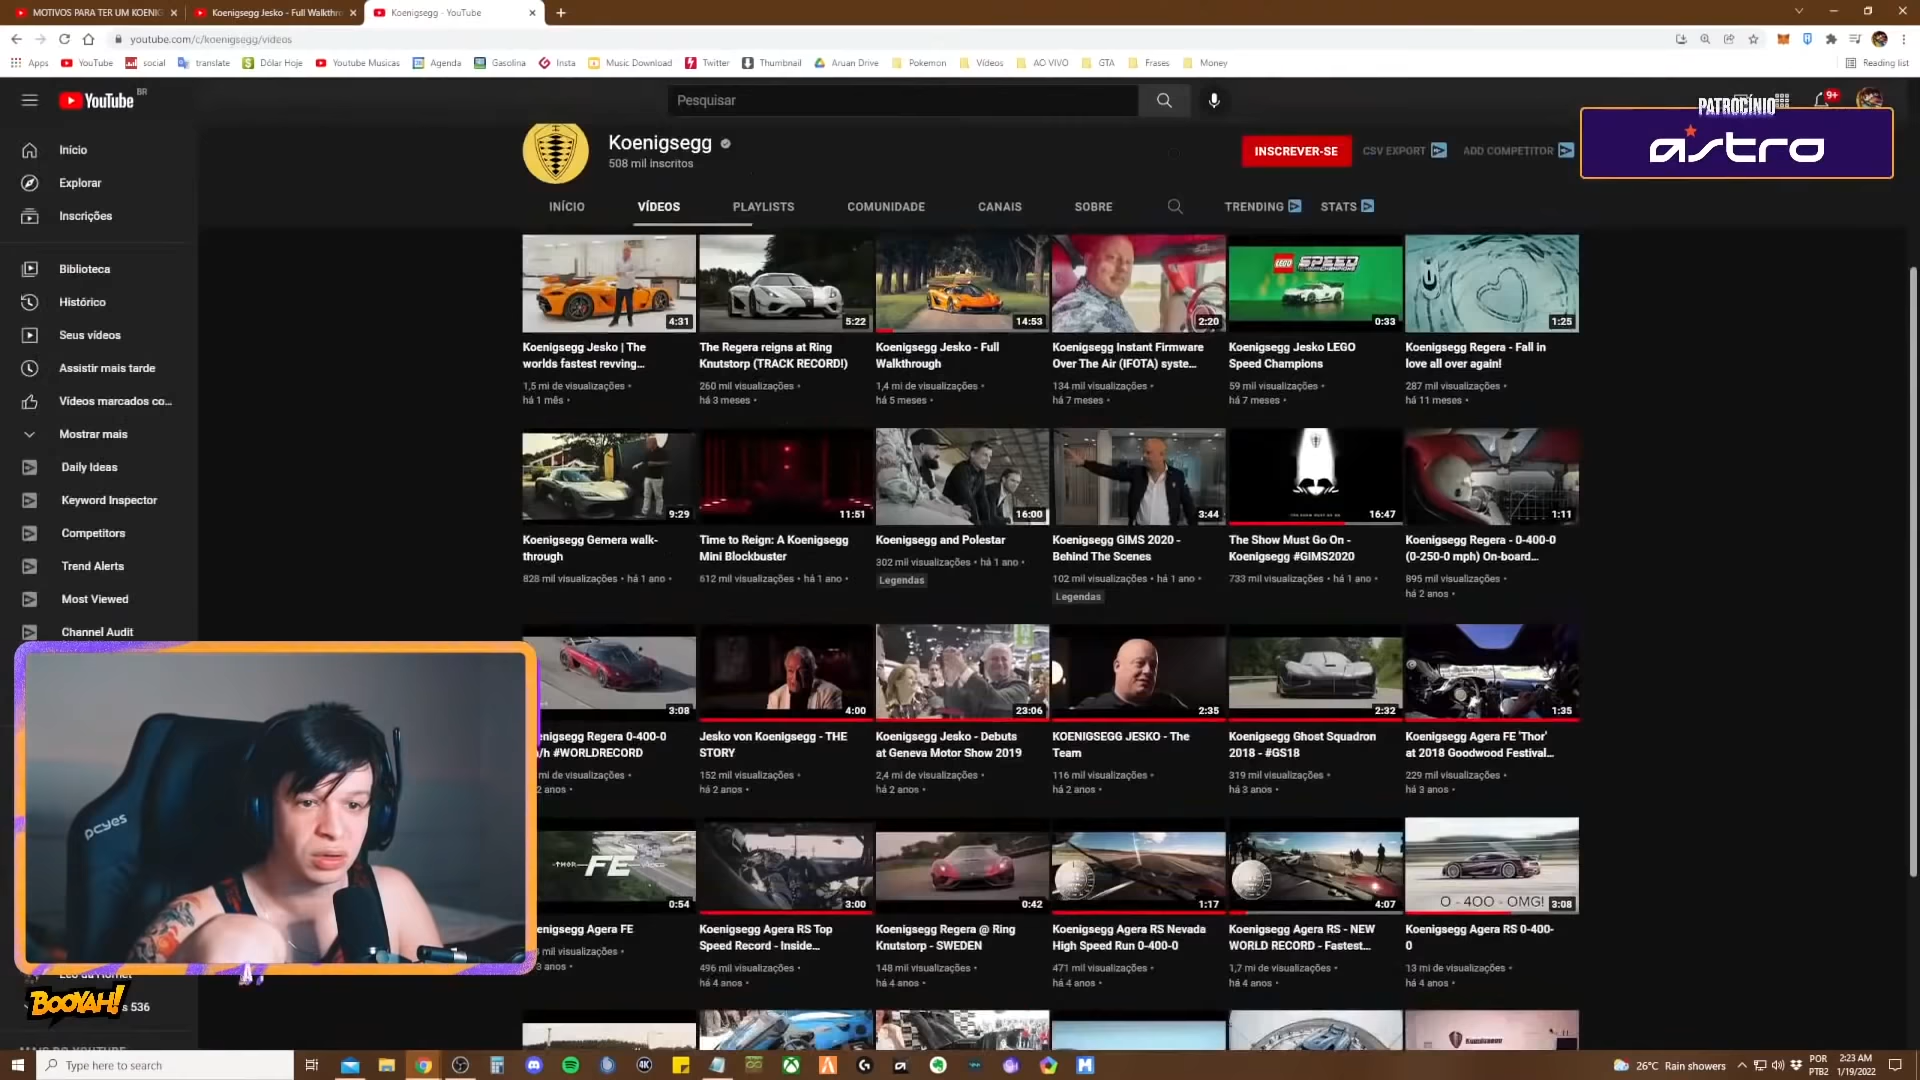 MOTIVOS PARA TER UM KOENIG
Koenigsegg Jesko - Full Walkthro
Koenigsegg - YouTube
youtube.com/c/koenigsegg/videos
Apps
YouTube
social
translate
Dólar Hoje
Youtube Musicas
Agenda
Gasolina
Insta
Music Download
Twitter
Thumbnail
Aruan Drive
Pokemon
Vídeos
AO VIVO
GTA
Frases
Money
Reading list
YouTube BR
Pesquisar
9+
PATROCÍNIO
astro
Início
Explorar
Inscrições
Biblioteca
Histórico
Seus vídeos
Assistir mais tarde
Vídeos marcados co...
Mostrar mais
Daily Ideas
Keyword Inspector
Competitors
Trend Alerts
Most Viewed
Channel Audit
Koenigsegg
508 mil inscritos
INSCREVER-SE
CSV EXPORT
ADD COMPETITOR
INÍCIO
VÍDEOS
PLAYLISTS
COMUNIDADE
CANAIS
SOBRE
TRENDING
STATS
4:31
5:22
14:53
2:20
LEGO SPEED CHAMPIONS
0:33
1:25
Koenigsegg Jesko | The
worlds fastest revving...
1,5 mi de visualizações •
há 1 mês •
The Regera reigns at Ring
Knutstorp (TRACK RECORD!)
260 mil visualizações •
há 3 meses •
Koenigsegg Jesko - Full
Walkthrough
1,4 mi de visualizações •
há 5 meses •
Koenigsegg Instant Firmware
Over The Air (IFOTA) syste...
134 mil visualizações •
há 7 meses •
Koenigsegg Jesko LEGO
Speed Champions
59 mil visualizações •
há 7 meses •
Koenigsegg Regera - Fall in
love all over again!
287 mil visualizações •
há 11 meses •
9:29
11:51
16:00
3:44
16:47
1:11
Koenigsegg Gemera walk-
through
828 mil visualizações • há 1 ano •
Time to Reign: A Koenigsegg
Mini Blockbuster
612 mil visualizações • há 1 ano •
Koenigsegg and Polestar
302 mil visualizações • há 1 ano •
Legendas
Koenigsegg GIMS 2020 -
Behind The Scenes
102 mil visualizações • há 1 ano •
Legendas
The Show Must Go On -
Koenigsegg #GIMS2020
733 mil visualizações • há 1 ano •
Koenigsegg Regera - 0-400-0
(0-250-0 mph) On-board...
895 mil visualizações •
há 2 anos •
3:08
4:00
23:06
2:35
2:32
1:35
enigsegg Regera 0-400-0
/h #WORLDRECORD
mi de visualizações •
2 anos •
Jesko von Koenigsegg - THE
STORY
152 mil visualizações •
há 2 anos •
Koenigsegg Jesko - Debuts
at Geneva Motor Show 2019
2,4 mi de visualizações •
há 2 anos •
KOENIGSEGG JESKO - The
Team
116 mil visualizações •
há 2 anos •
Koenigsegg Ghost Squadron
2018 - #GS18
319 mil visualizações •
há 3 anos •
Koenigsegg Agera FE 'Thor'
at 2018 Goodwood Festival...
229 mil visualizações •
há 3 anos •
THOR FE
0:54
3:00
0:42
1:17
4:07
0 - 400 - OMG!
3:08
enigsegg Agera FE
mil visualizações •
3 anos •
Koenigsegg Agera RS Top
Speed Record - Inside...
496 mil visualizações •
há 4 anos •
Koenigsegg Regera @ Ring
Knutstorp - SWEDEN
148 mil visualizações •
há 4 anos •
Koenigsegg Agera RS Nevada
High Speed Run 0-400-0
471 mil visualizações •
há 4 anos •
Koenigsegg Agera RS - NEW
WORLD RECORD - Fastest...
1,7 mi de visualizações •
há 4 anos •
Koenigsegg Agera RS 0-400-
0
13 mi de visualizações •
há 4 anos •
Koenigsegg
pcyes
BOOYAH!
s 536
Type here to search
4K
26°C Rain showers
POR
PTB2
2:23 AM
1/19/2022